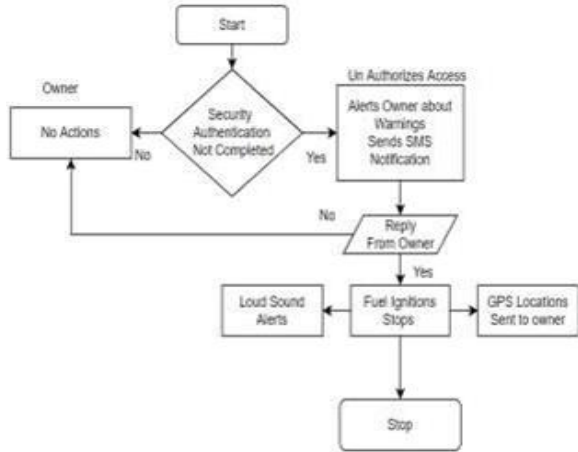 Start
Un Authorizes Access
Owner
Security
Authentication
Not Completed
Alerts Owner about
Warnings
Sends SMS
Notification
No Actions
No
Yes
No
Reply
From Owner
Yes
Loud Sound
Alerts
Fuel Ignitions
Stops
GPS Locations
Sent to owner
Stop